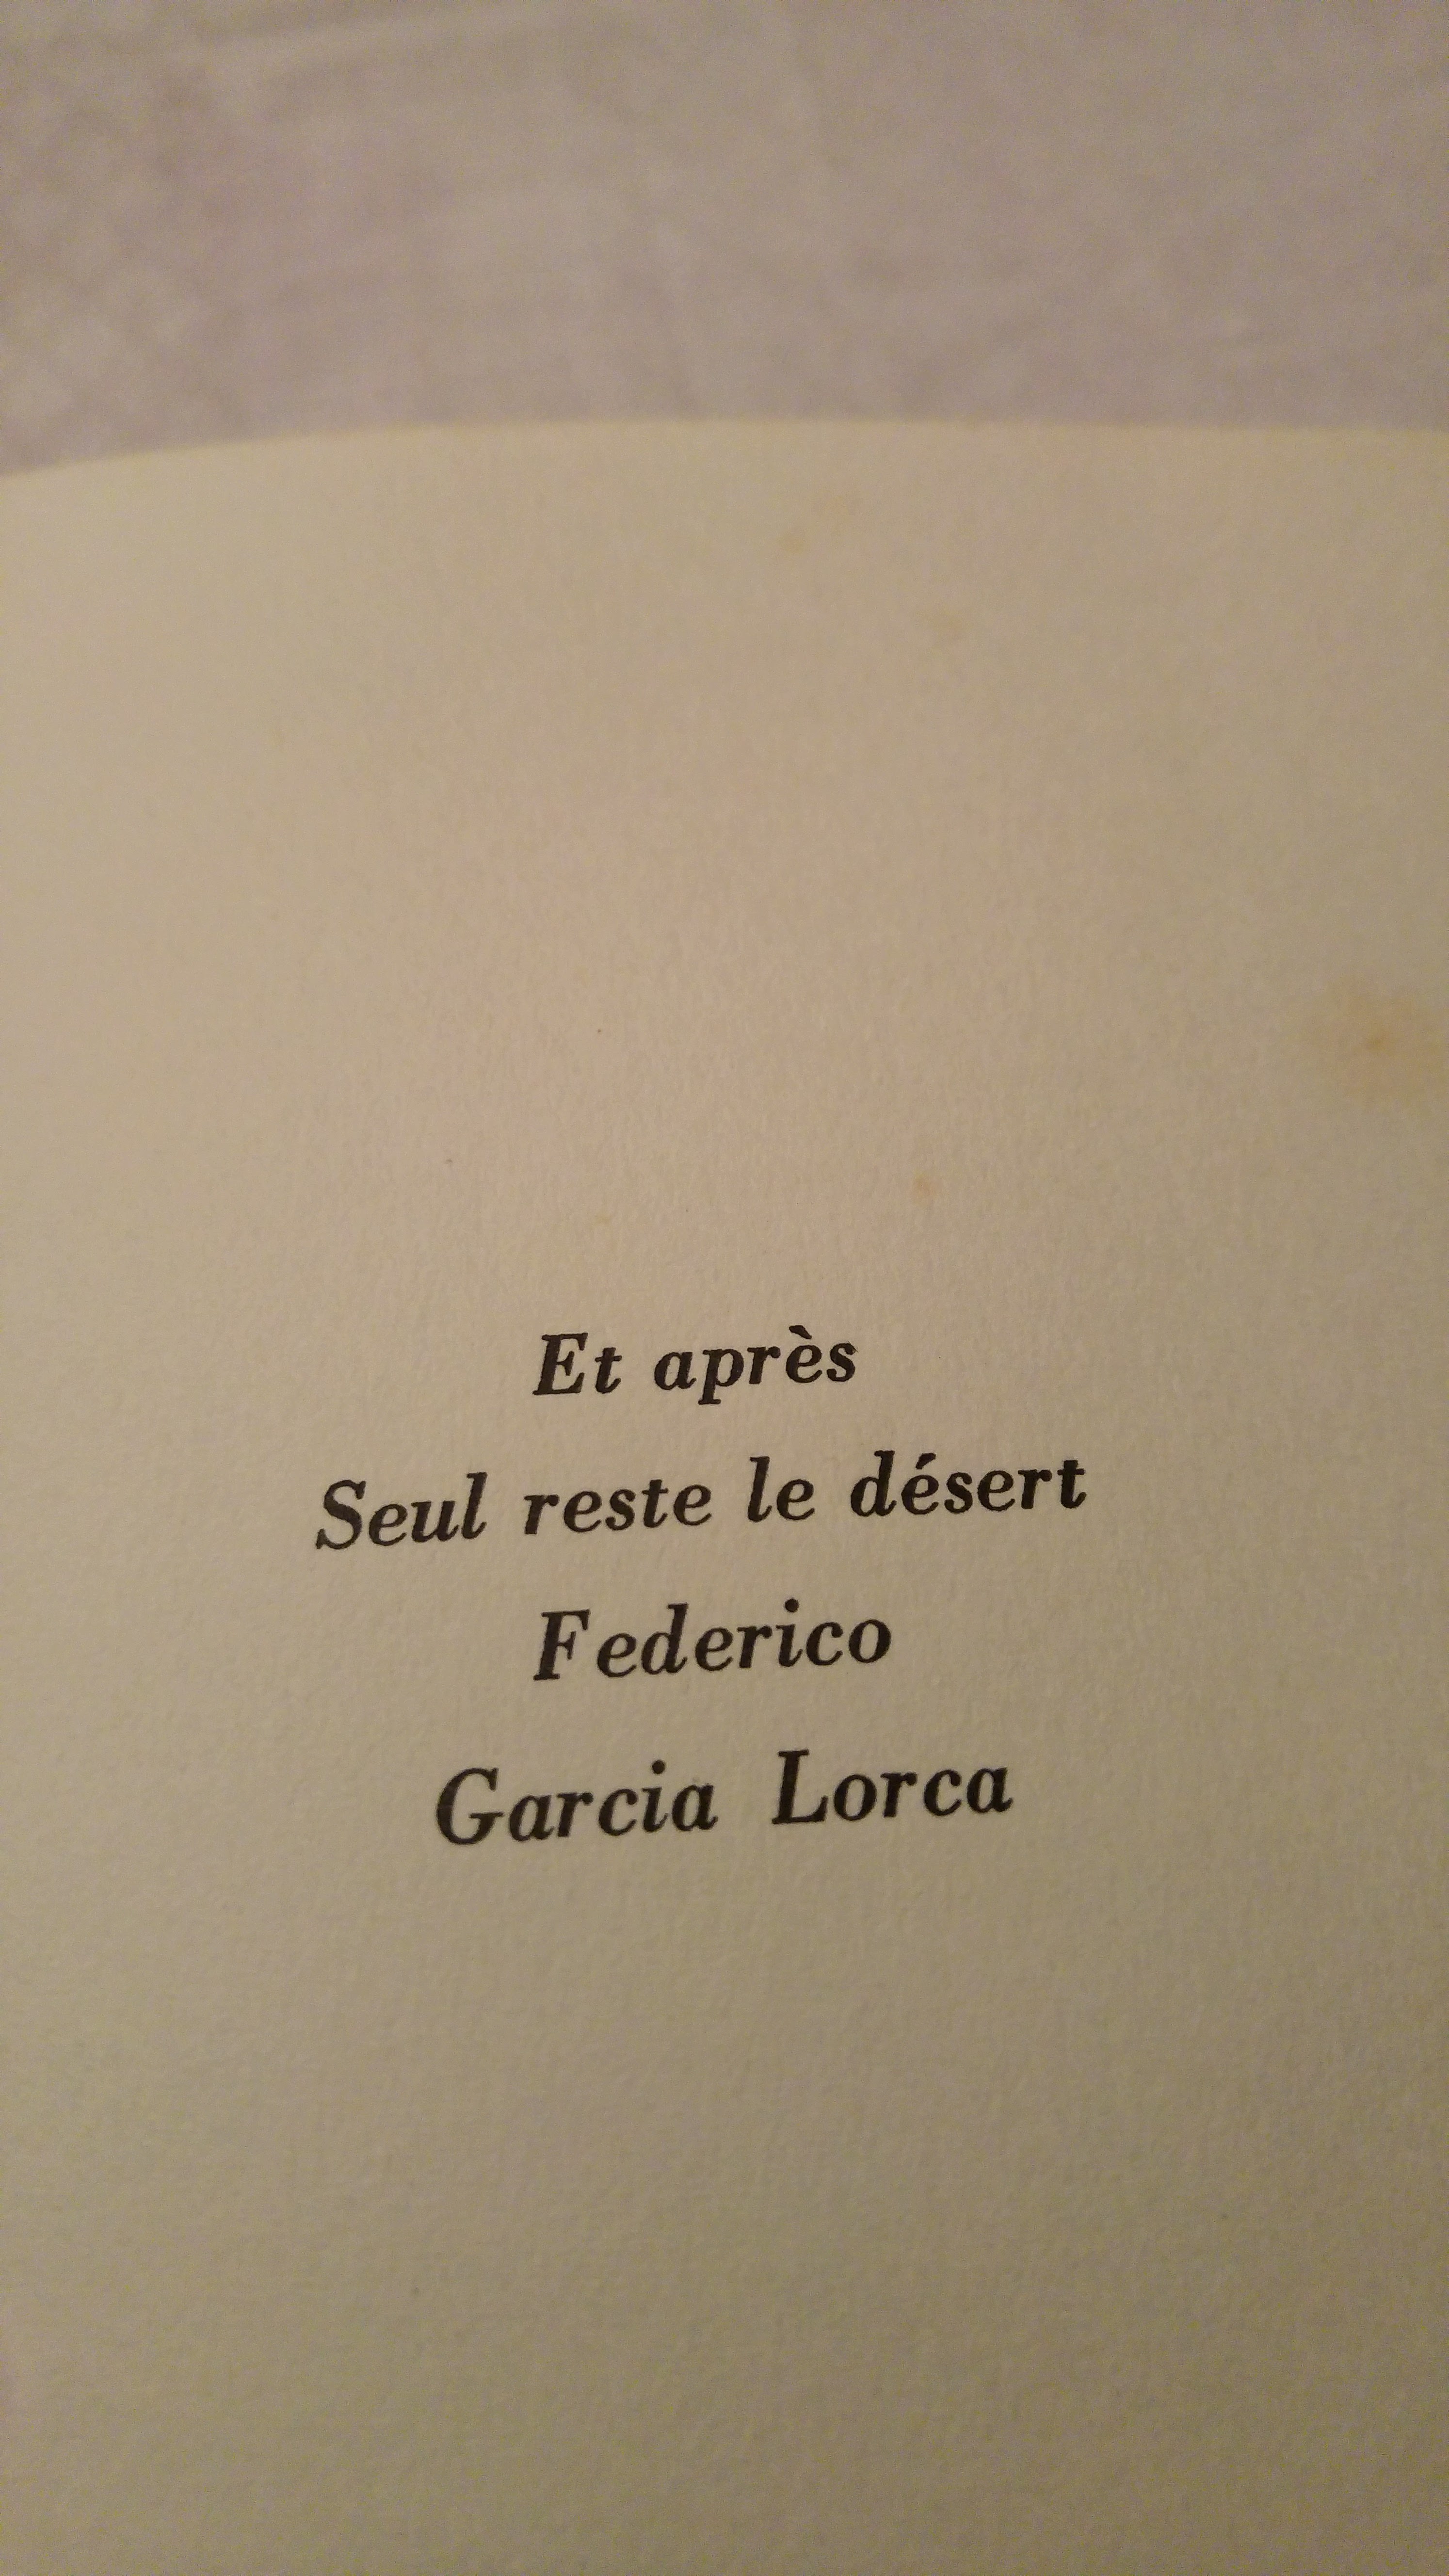 Et après
Seul reste le désert
Federico
Garcia Lorca